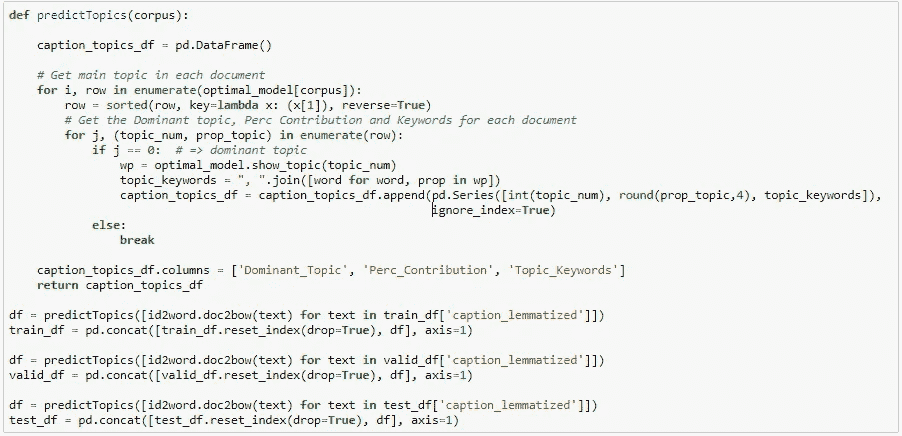 def predictTopics(corpus):
    caption_topics_df = pd.DataFrame()
    # Get main topic in each document
    for i, row in enumerate(optimal_model[corpus]):
        row = sorted(row, key=lambda x: (x[1]), reverse=True)
        # Get the Dominant topic, Perc Contribution and Keywords for each document
        for j, (topic_num, prop_topic) in enumerate(row):
            if j == 0:  # => dominant topic
                wp = optimal_model.show_topic(topic_num)
                topic_keywords = ", ".join([word for word, prop in wp])
                caption_topics_df = caption_topics_df.append(pd.Series([int(topic_num), round(prop_topic,4), topic_keywords]),
                                                             ignore_index=True)
            else:
                break
    caption_topics_df.columns = ['Dominant_Topic', 'Perc_Contribution', 'Topic_Keywords']
    return caption_topics_df
df = predictTopics([id2word.doc2bow(text) for text in train_df['caption_lemmatized']])
train_df = pd.concat([train_df.reset_index(drop=True), df], axis=1)
df = predictTopics([id2word.doc2bow(text) for text in valid_df['caption_lemmatized']])
valid_df = pd.concat([valid_df.reset_index(drop=True), df], axis=1)
df = predictTopics([id2word.doc2bow(text) for text in test_df['caption_lemmatized']])
test_df = pd.concat([test_df.reset_index(drop=True), df], axis=1)